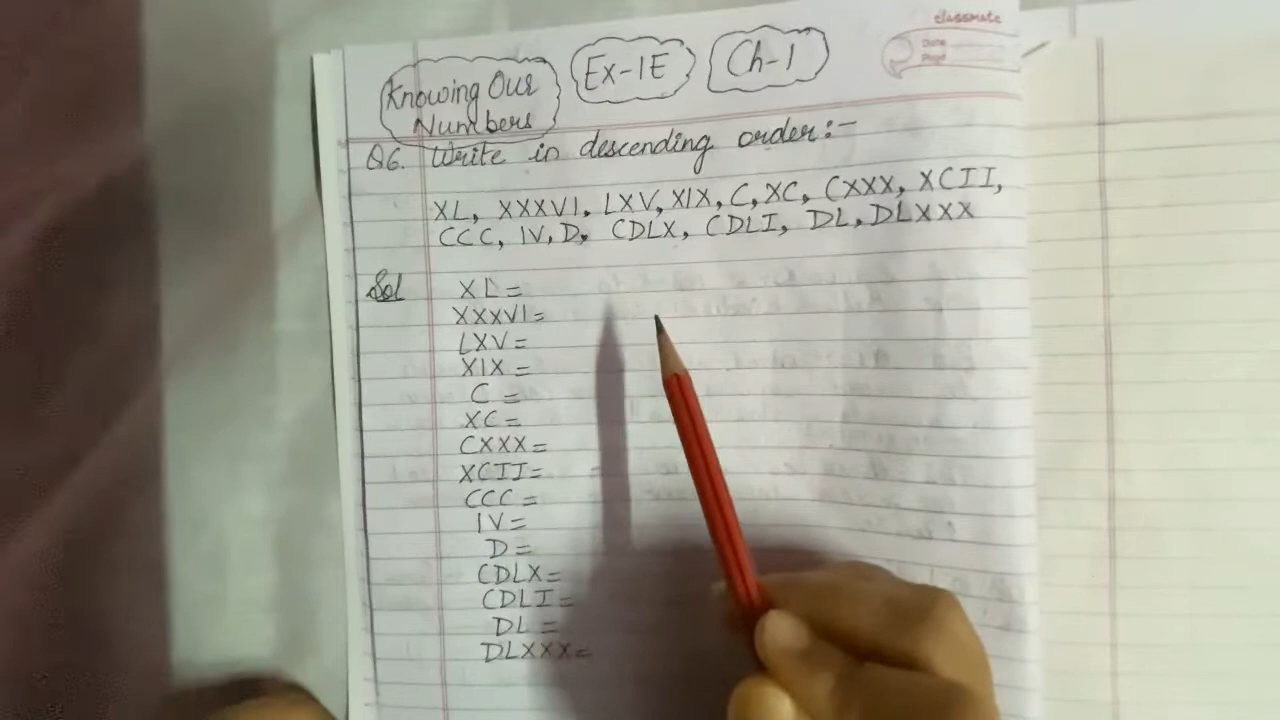 classmate
Date
Page
Knowing Our Numbers
Ex-1E
Ch-1
Q6. Write in descending order:-
XL, XXXVI, LXV, XIX, C, XC, CXXX, XCII,
CCC, IV, D, CDLX, CDLI, DL, DLXXX
Sol XL =
XXXVI =
LXV =
XIX =
C =
XC =
CXXX =
XCII =
CCC =
IV =
D =
CDLX =
CDLI =
DL =
DLXXX =